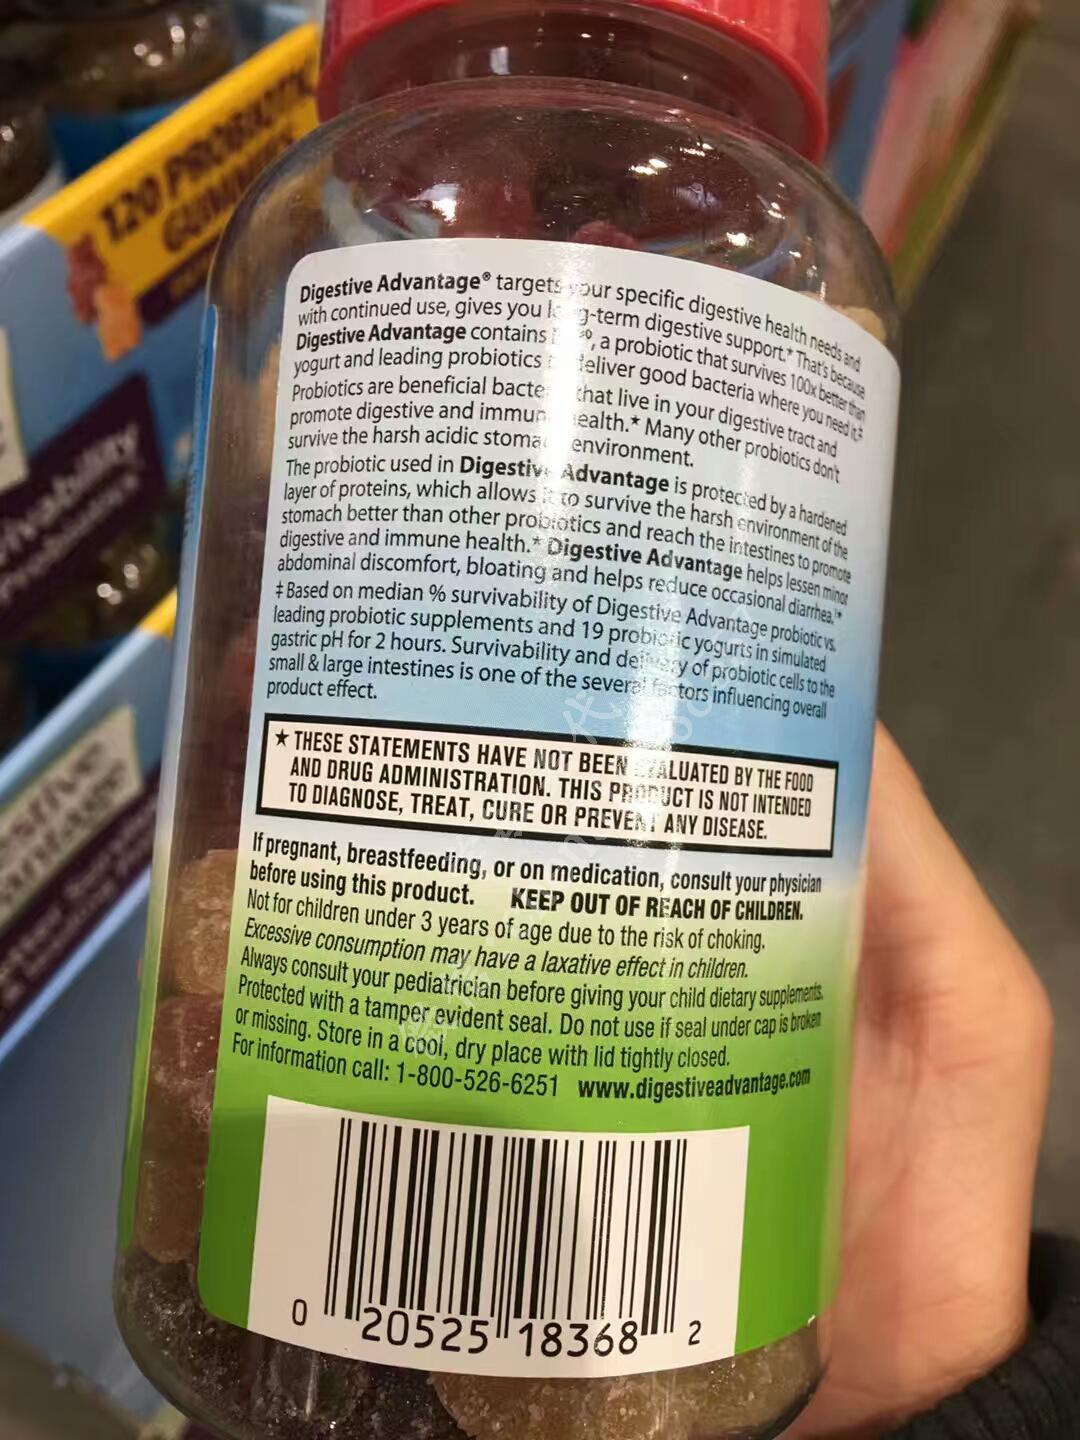 120 PROBIOTIC
GUMMIES
Digestive Advantage® targets your specific digestive health needs and
with continued use, gives you long-term digestive support.* That's because
Digestive Advantage contains a probiotic that survives 100x better than
yogurt and leading probiotics deliver good bacteria where you need it.‡
Probiotics are beneficial bacteria that live in your digestive tract and
promote digestive and immune health.* Many other probiotics don't
survive the harsh acidic stomach environment.
The probiotic used in Digestive Advantage is protected by a hardened
layer of proteins, which allows it to survive the harsh environment of the
stomach better than other probiotics and reach the intestines to promote
digestive and immune health.* Digestive Advantage helps lessen minor
abdominal discomfort, bloating and helps reduce occasional diarrhea.*
‡ Based on median % survivability of Digestive Advantage probiotic vs.
leading probiotic supplements and 19 probiotic yogurts in simulated
gastric pH for 2 hours. Survivability and delivery of probiotic cells to the
small & large intestines is one of the several factors influencing overall
product effect.
★ THESE STATEMENTS HAVE NOT BEEN EVALUATED BY THE FOOD
AND DRUG ADMINISTRATION. THIS PRODUCT IS NOT INTENDED
TO DIAGNOSE, TREAT, CURE OR PREVENT ANY DISEASE.
If pregnant, breastfeeding, or on medication, consult your physician
before using this product. KEEP OUT OF REACH OF CHILDREN.
Not for children under 3 years of age due to the risk of choking.
Excessive consumption may have a laxative effect in children.
Always consult your pediatrician before giving your child dietary supplements.
Protected with a tamper evident seal. Do not use if seal under cap is broken
or missing. Store in a cool, dry place with lid tightly closed.
For information call: 1-800-526-6251 www.digestiveadvantage.com
0 20525 18368 2